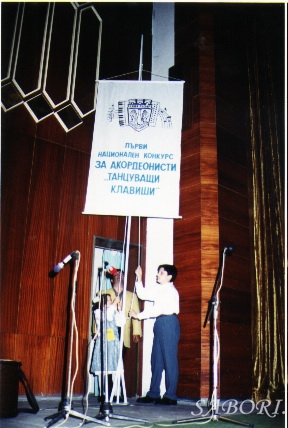 ПЪРВИ
НАЦИОНАЛЕН КОНКУРС
ЗА АКОРДЕОНИСТИ
„ТАНЦУВАЩИ
КЛАВИШИ"
SABORI.